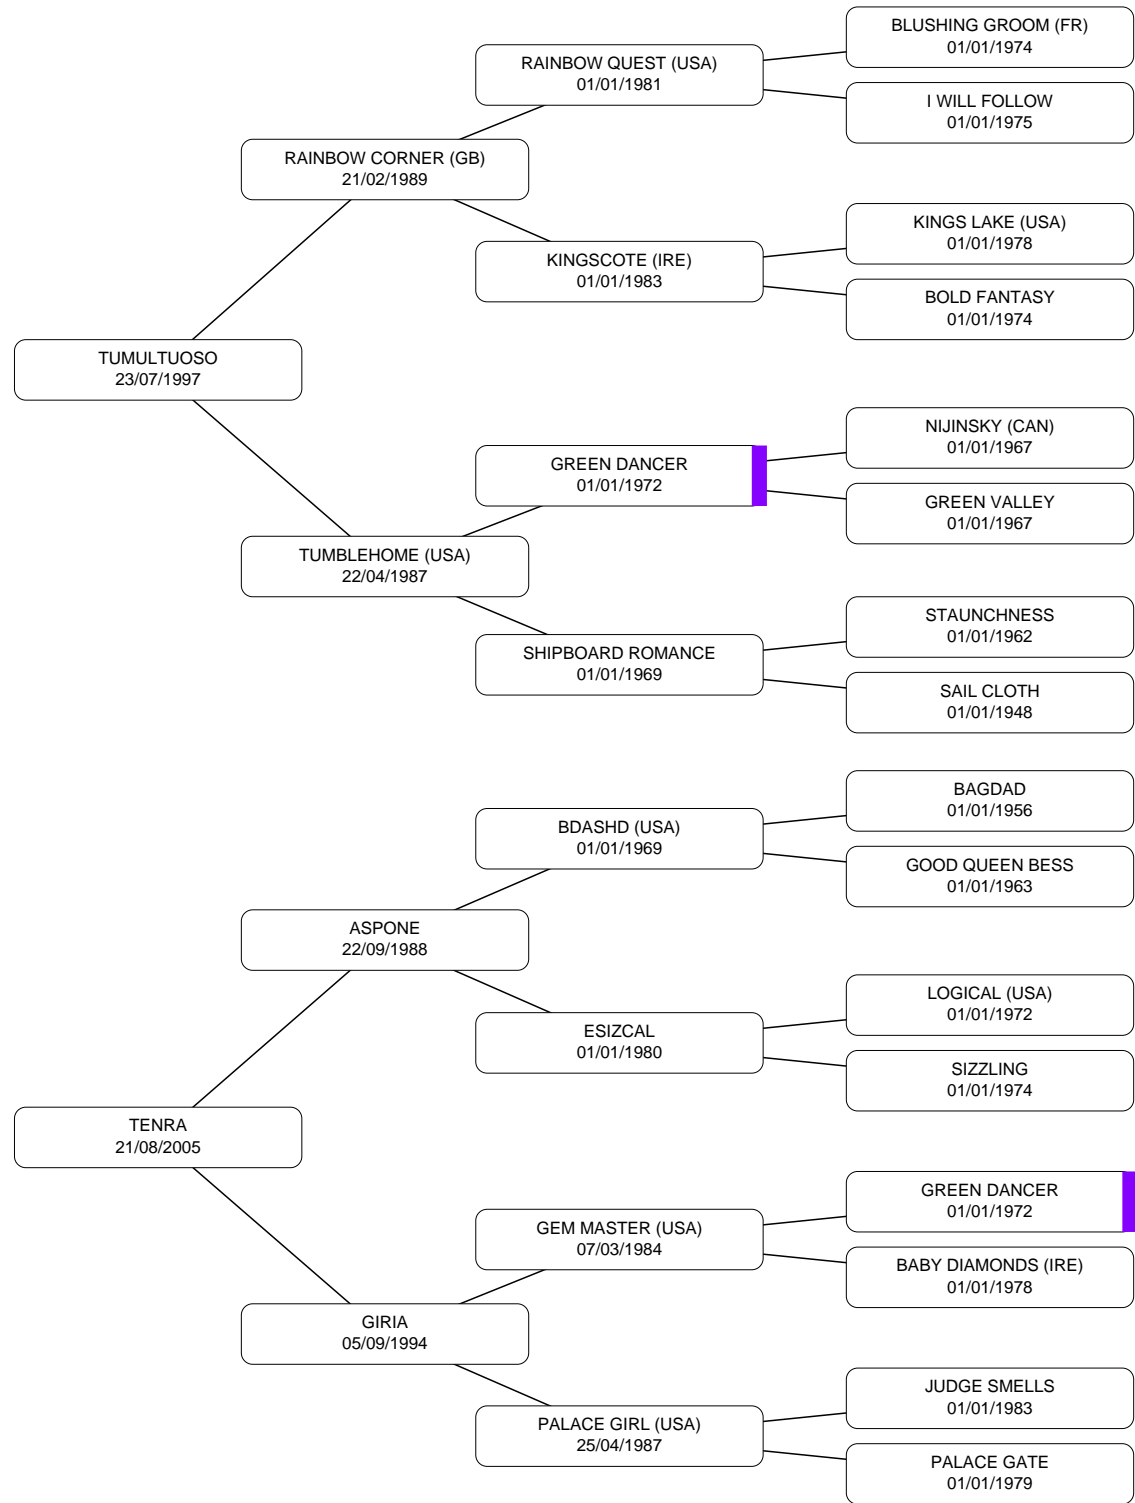 BLUSHING GROOM (FR)
01/01/1974
RAINBOW QUEST (USA)
01/01/1981
I WILL FOLLOW
01/01/1975
RAINBOW CORNER (GB)
21/02/1989
KINGS LAKE (USA)
01/01/1978
KINGSCOTE (IRE)
01/01/1983
BOLD FANTASY
01/01/1974
TUMULTUOSO
23/07/1997
NIJINSKY (CAN)
01/01/1967
GREEN DANCER
01/01/1972
GREEN VALLEY
01/01/1967
TUMBLEHOME (USA)
22/04/1987
STAUNCHNESS
01/01/1962
SHIPBOARD ROMANCE
01/01/1969
SAIL CLOTH
01/01/1948
BAGDAD
01/01/1956
BDASHD (USA)
01/01/1969
GOOD QUEEN BESS
01/01/1963
ASPONE
22/09/1988
LOGICAL (USA)
01/01/1972
ESIZCAL
01/01/1980
SIZZLING
01/01/1974
TENRA
21/08/2005
GREEN DANCER
01/01/1972
GEM MASTER (USA)
07/03/1984
BABY DIAMONDS (IRE)
01/01/1978
GIRIA
05/09/1994
JUDGE SMELLS
01/01/1983
PALACE GIRL (USA)
25/04/1987
PALACE GATE
01/01/1979